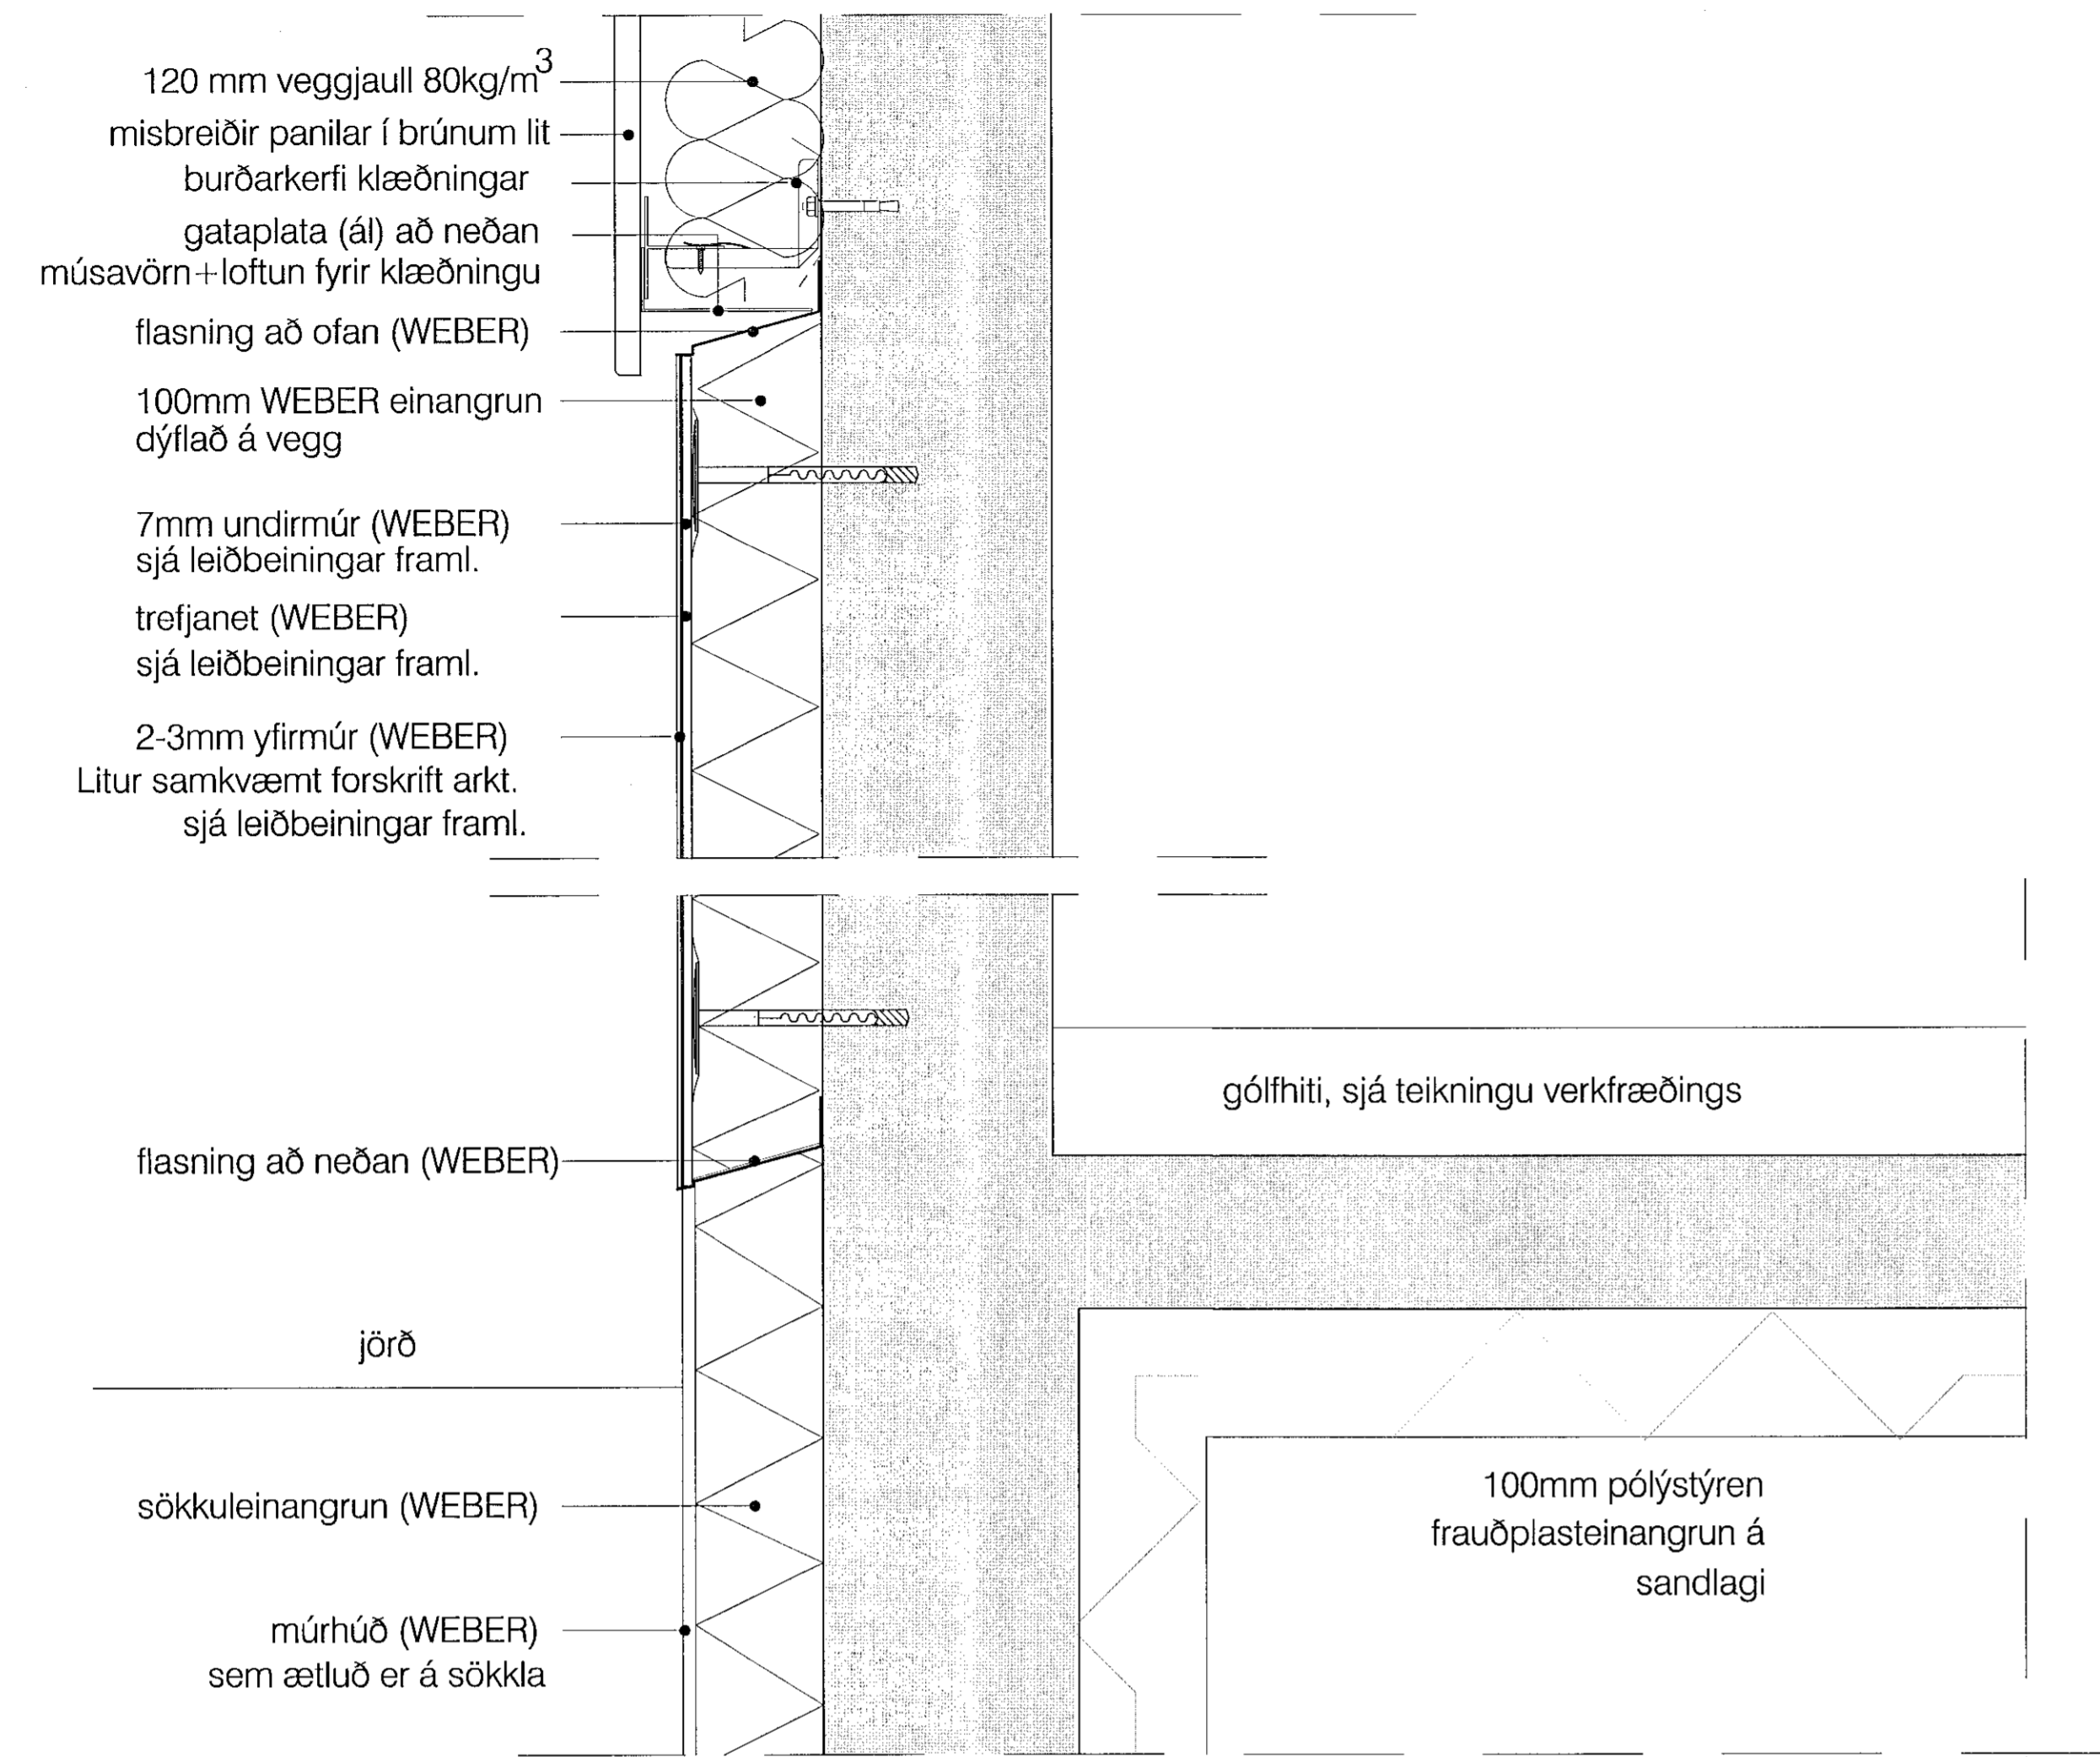 120 mm veggjaull 80kg/m³
misbreiðir panilar í brúnum lit
burðarkerfi klæðningar
gataplata (ál) að neðan
músavörn+loftun fyrir klæðningu
flasning að ofan (WEBER)
100mm WEBER einangrun
dýflað á vegg
7mm undirmúr (WEBER)
sjá leiðbeiningar framl.
trefjanet (WEBER)
sjá leiðbeiningar framl.
2-3mm yfirmúr (WEBER)
Litur samkvæmt forskrift arkt.
sjá leiðbeiningar framl.
gólfhiti, sjá teikningu verkfræðings
flasning að neðan (WEBER)
jörð
sökkuleinangrun (WEBER)
100mm pólýstýren
frauðplasteinangrun á
sandlagi
múrhúð (WEBER)
sem ætluð er á sökkla